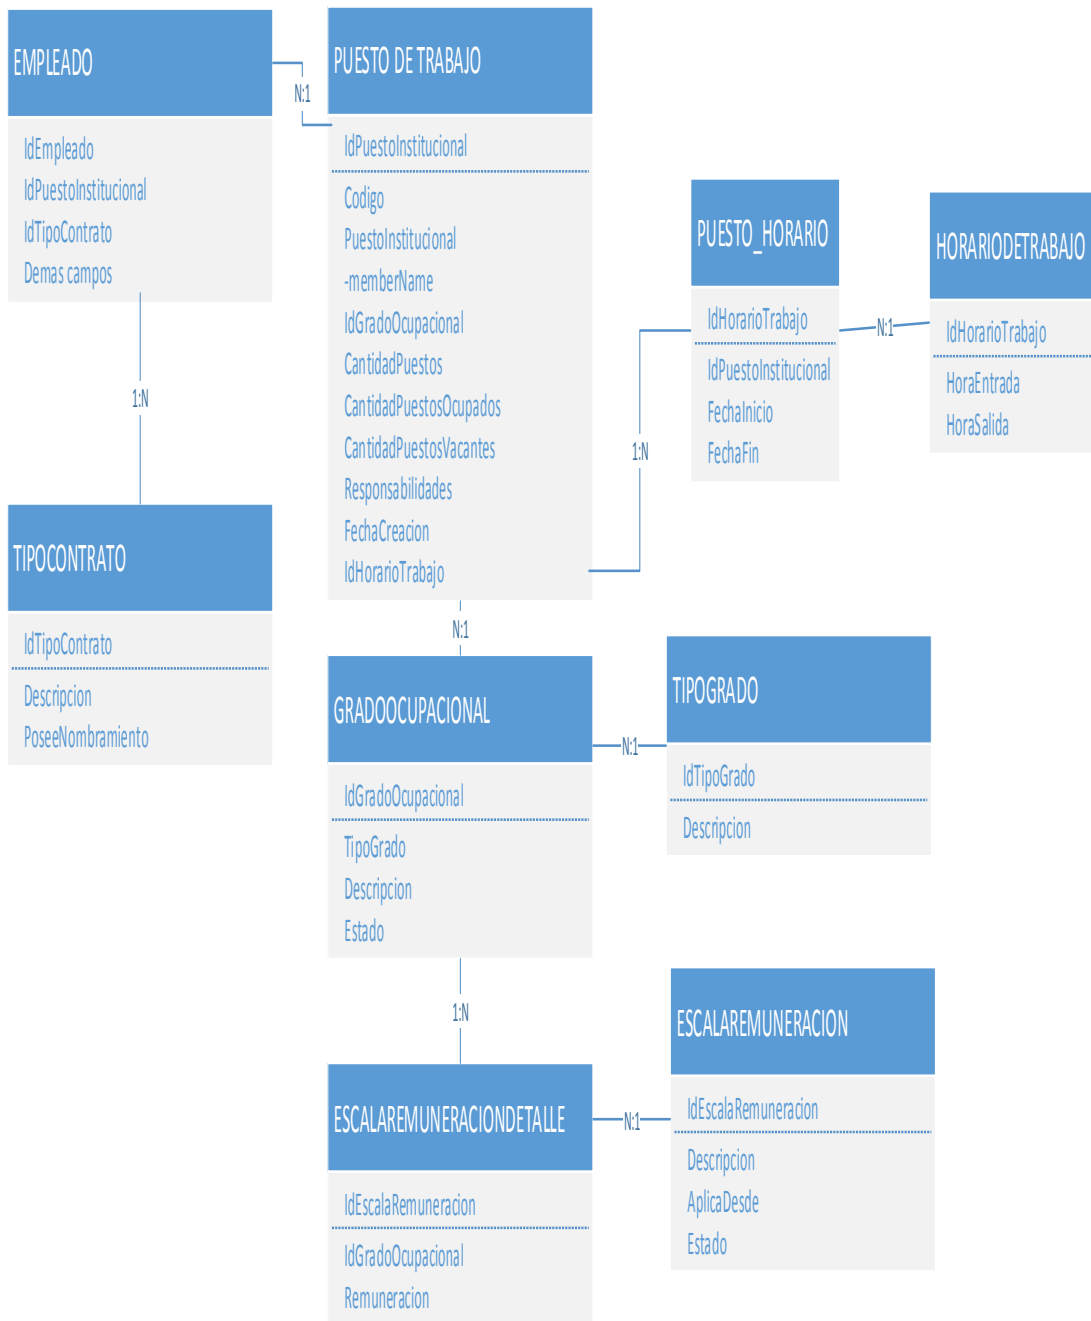 EMPLEADO
IdEmpleado
IdPuestoInstitucional
IdTipoContrato
Demas campos
N:1
PUESTO DE TRABAJO
IdPuestoInstitucional
Codigo
PuestoInstitucional
-memberName
IdGradoOcupacional
CantidadPuestos
CantidadPuestosOcupados
CantidadPuestosVacantes
Responsabilidades
FechaCreacion
IdHorarioTrabajo
1:N
PUESTO_HORARIO
IdHorarioTrabajo
IdPuestoInstitucional
FechaInicio
FechaFin
N:1
HORARIODETRABAJO
IdHorarioTrabajo
HoraEntrada
HoraSalida
1:N
TIPOCONTRATO
IdTipoContrato
Descripcion
PoseeNombramiento
N:1
GRADOOCUPACIONAL
IdGradoOcupacional
TipoGrado
Descripcion
Estado
N:1
TIPOGRADO
IdTipoGrado
Descripcion
1:N
ESCALAREMUNERACIONDETALLE
IdEscalaRemuneracion
IdGradoOcupacional
Remuneracion
N:1
ESCALAREMUNERACION
IdEscalaRemuneracion
Descripcion
AplicaDesde
Estado